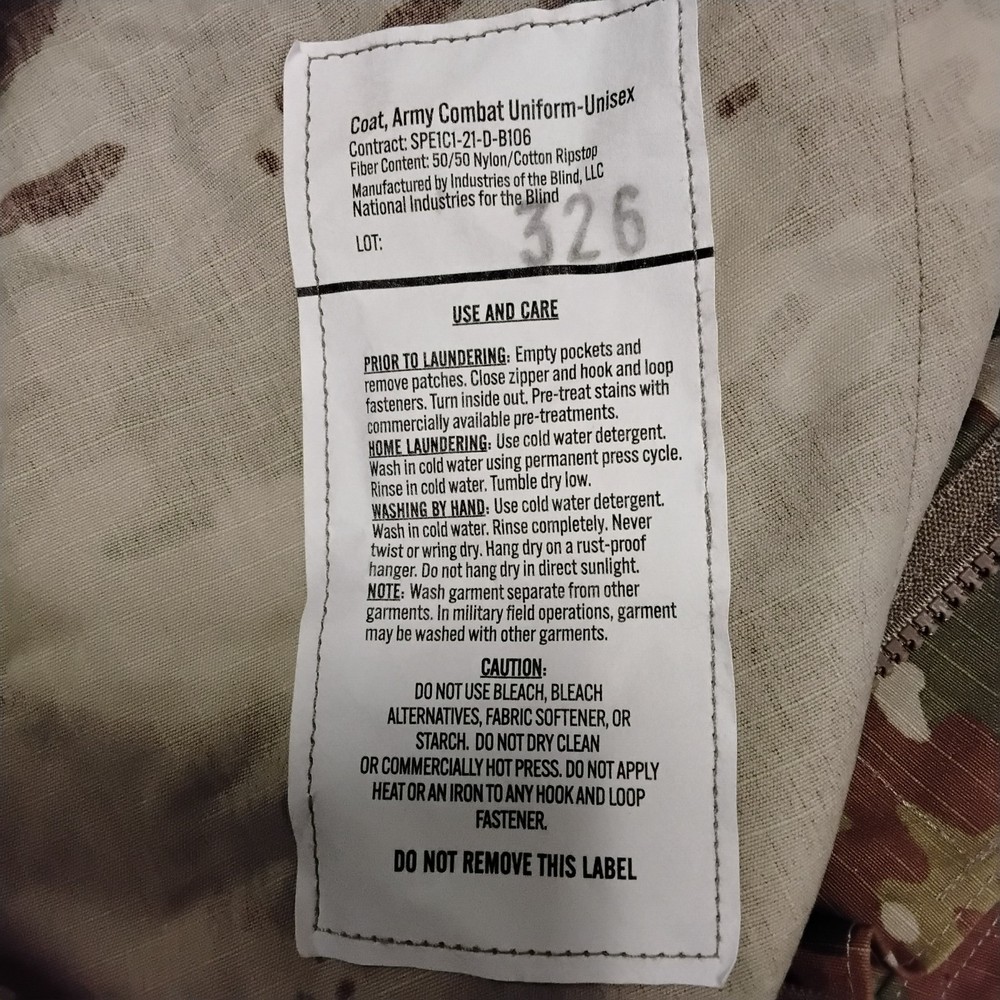 Coat, Army Combat Uniform-Unisex
Contract: SPE1C1-21-D-B106
Fiber Content: 50/50 Nylon/Cotton Ripstop
Manufactured by Industries of the Blind, LLC
National Industries for the Blind
LOT: 326
USE AND CARE
PRIOR TO LAUNDERING: Empty pockets and
remove patches. Close zipper and hook and loop
fasteners. Turn inside out. Pre-treat stains with
commercially available pre-treatments.
HOME LAUNDERING: Use cold water detergent.
Wash in cold water using permanent press cycle.
Rinse in cold water. Tumble dry low.
WASHING BY HAND: Use cold water detergent.
Wash in cold water. Rinse completely. Never
twist or wring dry. Hang dry on a rust-proof
hanger. Do not hang dry in direct sunlight.
NOTE: Wash garment separate from other
garments. In military field operations, garment
may be washed with other garments.
CAUTION:
DO NOT USE BLEACH, BLEACH
ALTERNATIVES, FABRIC SOFTENER, OR
STARCH. DO NOT DRY CLEAN
OR COMMERCIALLY HOT PRESS. DO NOT APPLY
HEAT OR AN IRON TO ANY HOOK AND LOOP
FASTENER.
DO NOT REMOVE THIS LABEL